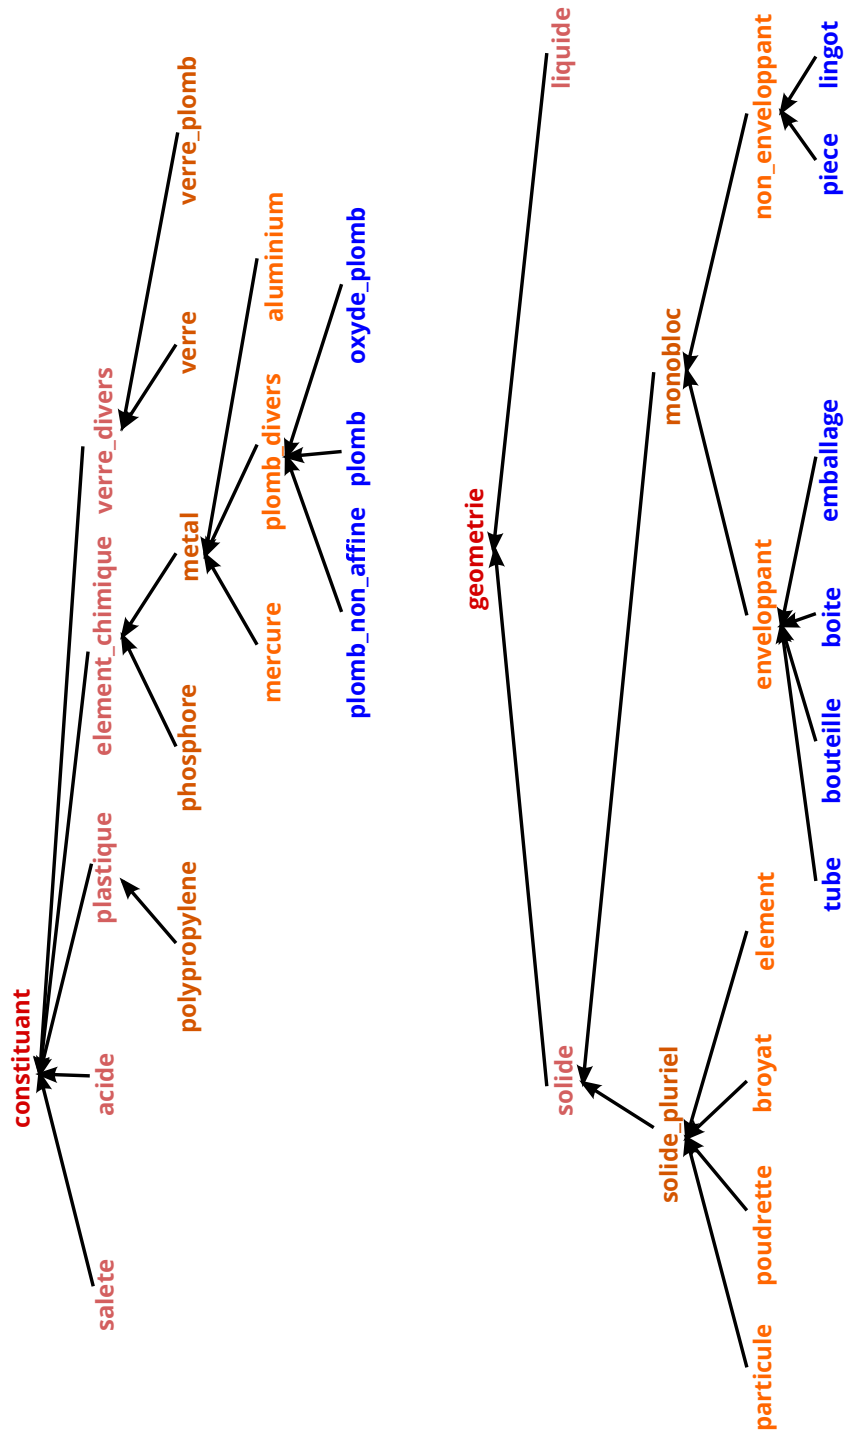 constituant
salete acide plastique element_chimique verre_divers
polypropylene phosphore metal verre verre_plomb
mercure plomb_divers aluminium
plomb_non_affine plomb oxyde_plomb
geometrie
solide liquide
solide_pluriel monobloc
particule poudrette broyat element enveloppant non_enveloppant
tube bouteille boite emballage piece lingot